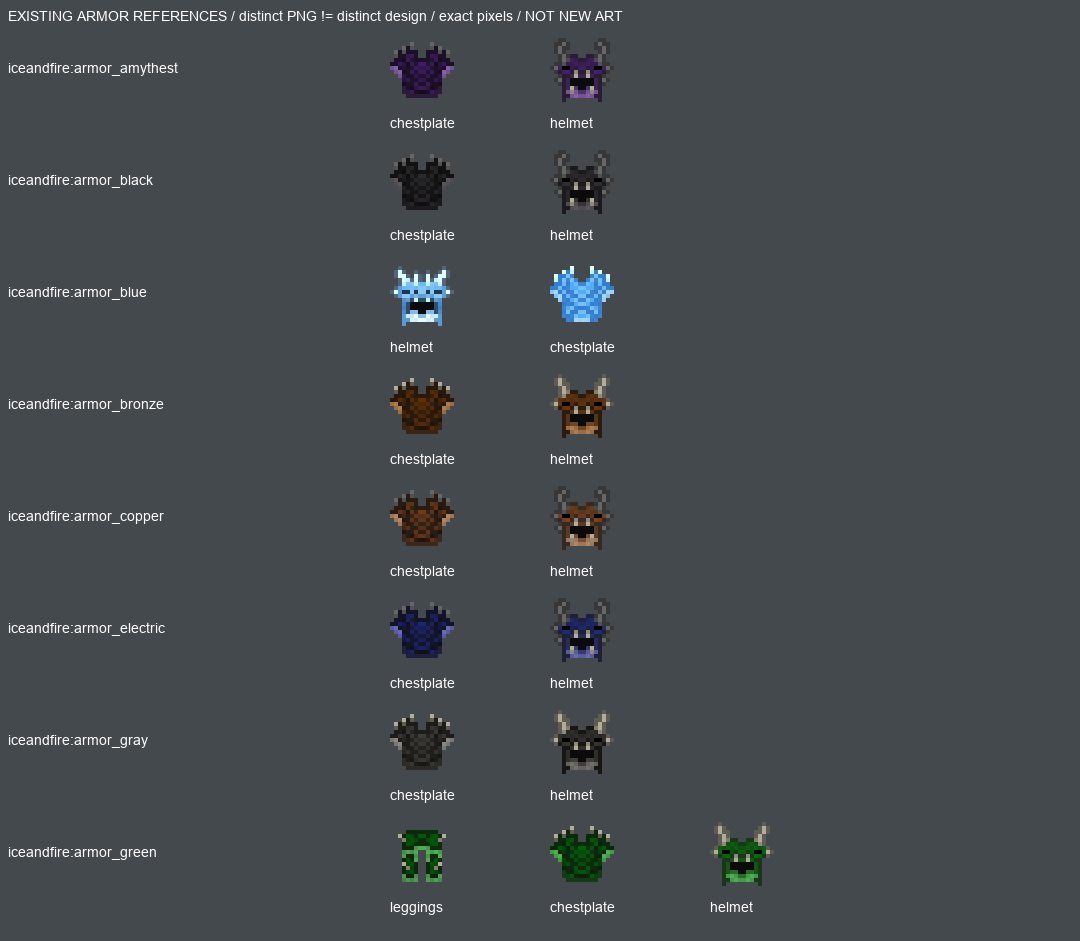 EXISTING ARMOR REFERENCES / distinct PNG != distinct design / exact pixels / NOT NEW ART
iceandfire:armor_amythest
chestplate helmet
iceandfire:armor_black
chestplate helmet
iceandfire:armor_blue
helmet chestplate
iceandfire:armor_bronze
chestplate helmet
iceandfire:armor_copper
chestplate helmet
iceandfire:armor_electric
chestplate helmet
iceandfire:armor_gray
chestplate helmet
iceandfire:armor_green
leggings chestplate helmet